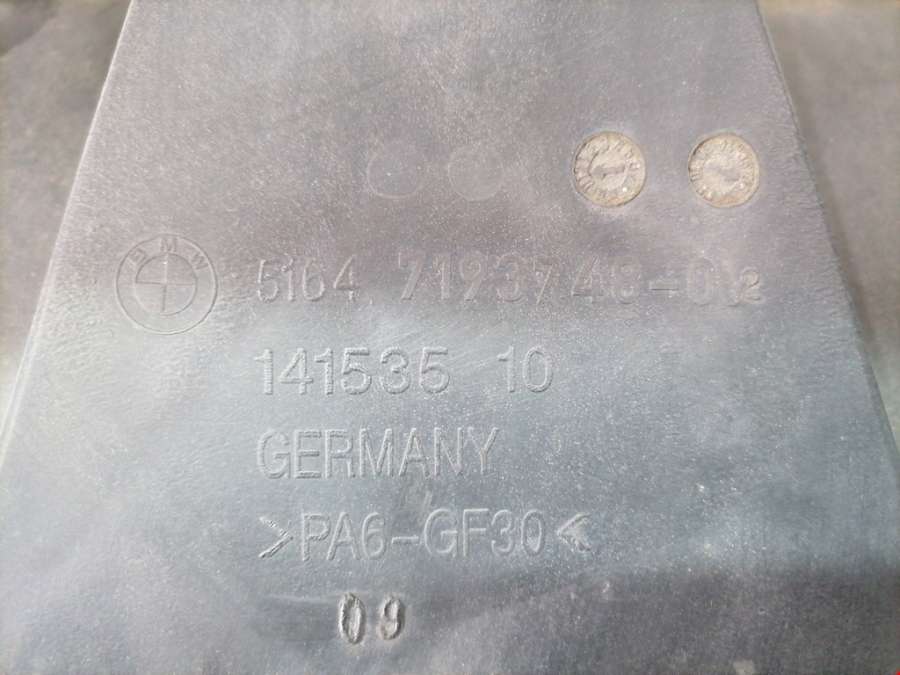 BMW
5164 7193748-02
141535 10
GERMANY
>PA6-GF30<
09